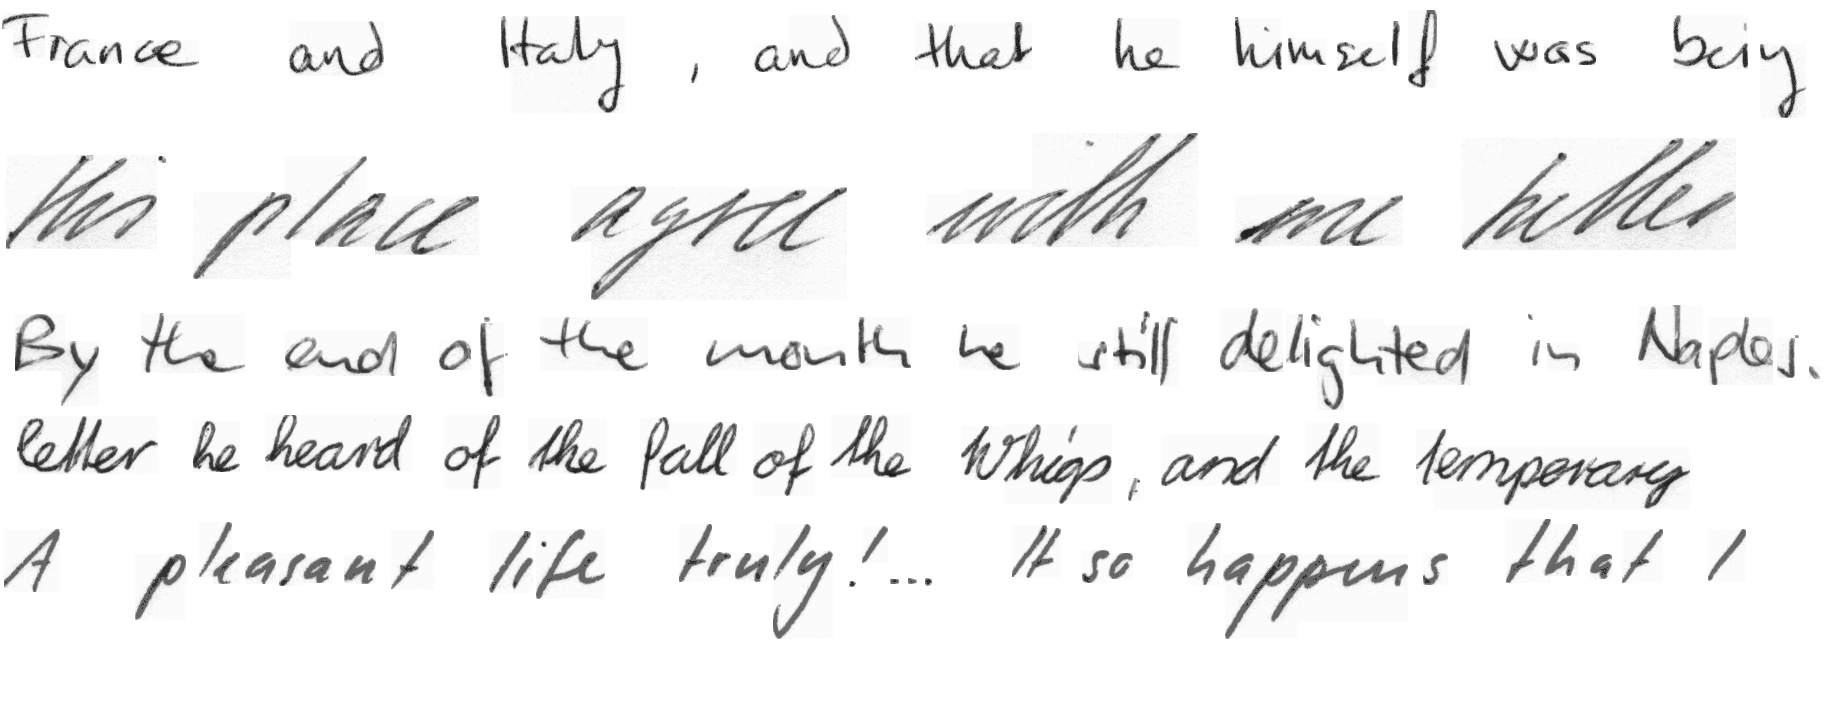 France and Italy, and that he himself was being
this place agree with me better
By the end of the month he still delighted in Naples.
letter he heard of the fall of the Whigs, and the temporary
A pleasant life truly!... It so happens that I